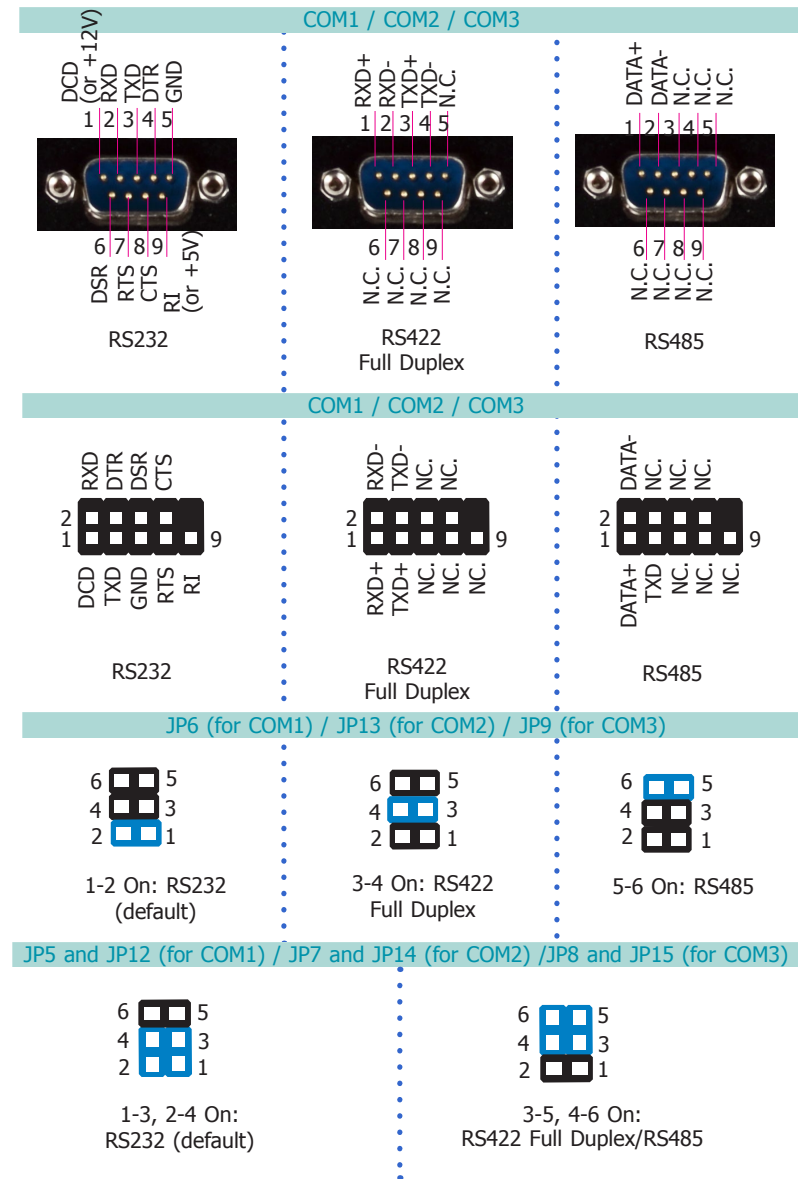 COM1 / COM2 / COM3
DCD
(or +12V)
RXD
TXD
DTR
GND
1 2 3 4 5
6 7 8 9
DSR
RTS
CTS
RI
(or +5V)
RS232
RXD+
RXD-
TXD+
TXD-
N.C.
1 2 3 4 5
6 7 8 9
N.C.
N.C.
N.C.
N.C.
RS422
Full Duplex
DATA+
DATA-
N.C.
N.C.
N.C.
1 2 3 4 5
6 7 8 9
N.C.
N.C.
N.C.
N.C.
RS485
COM1 / COM2 / COM3
RXD
DTR
DSR
CTS
2
1 9
DCD
TXD
GND
RTS
RI
RS232
RXD-
TXD-
NC.
NC.
2
1 9
RXD+
TXD+
NC.
NC.
NC.
RS422
Full Duplex
DATA-
NC.
NC.
NC.
2
1 9
DATA+
TXD
NC.
NC.
NC.
RS485
JP6 (for COM1) / JP13 (for COM2) / JP9 (for COM3)
6 5
4 3
2 1
1-2 On: RS232
(default)
6 5
4 3
2 1
3-4 On: RS422
Full Duplex
6 5
4 3
2 1
5-6 On: RS485
JP5 and JP12 (for COM1) / JP7 and JP14 (for COM2) /JP8 and JP15 (for COM3)
6 5
4 3
2 1
1-3, 2-4 On:
RS232 (default)
6 5
4 3
2 1
3-5, 4-6 On:
RS422 Full Duplex/RS485